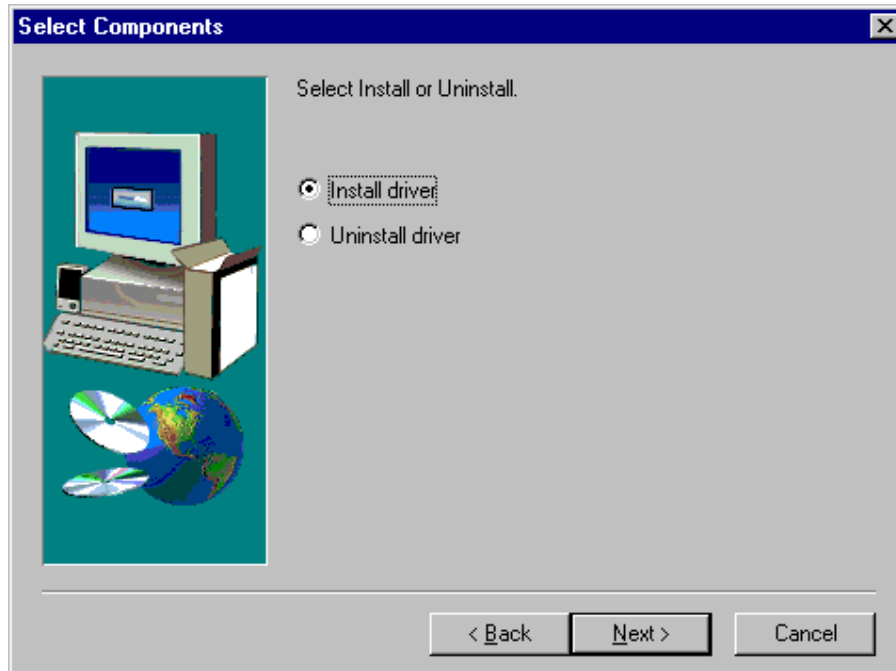 Select Components
Select Install or Uninstall.
Install driver
Uninstall driver
< Back
Next >
Cancel